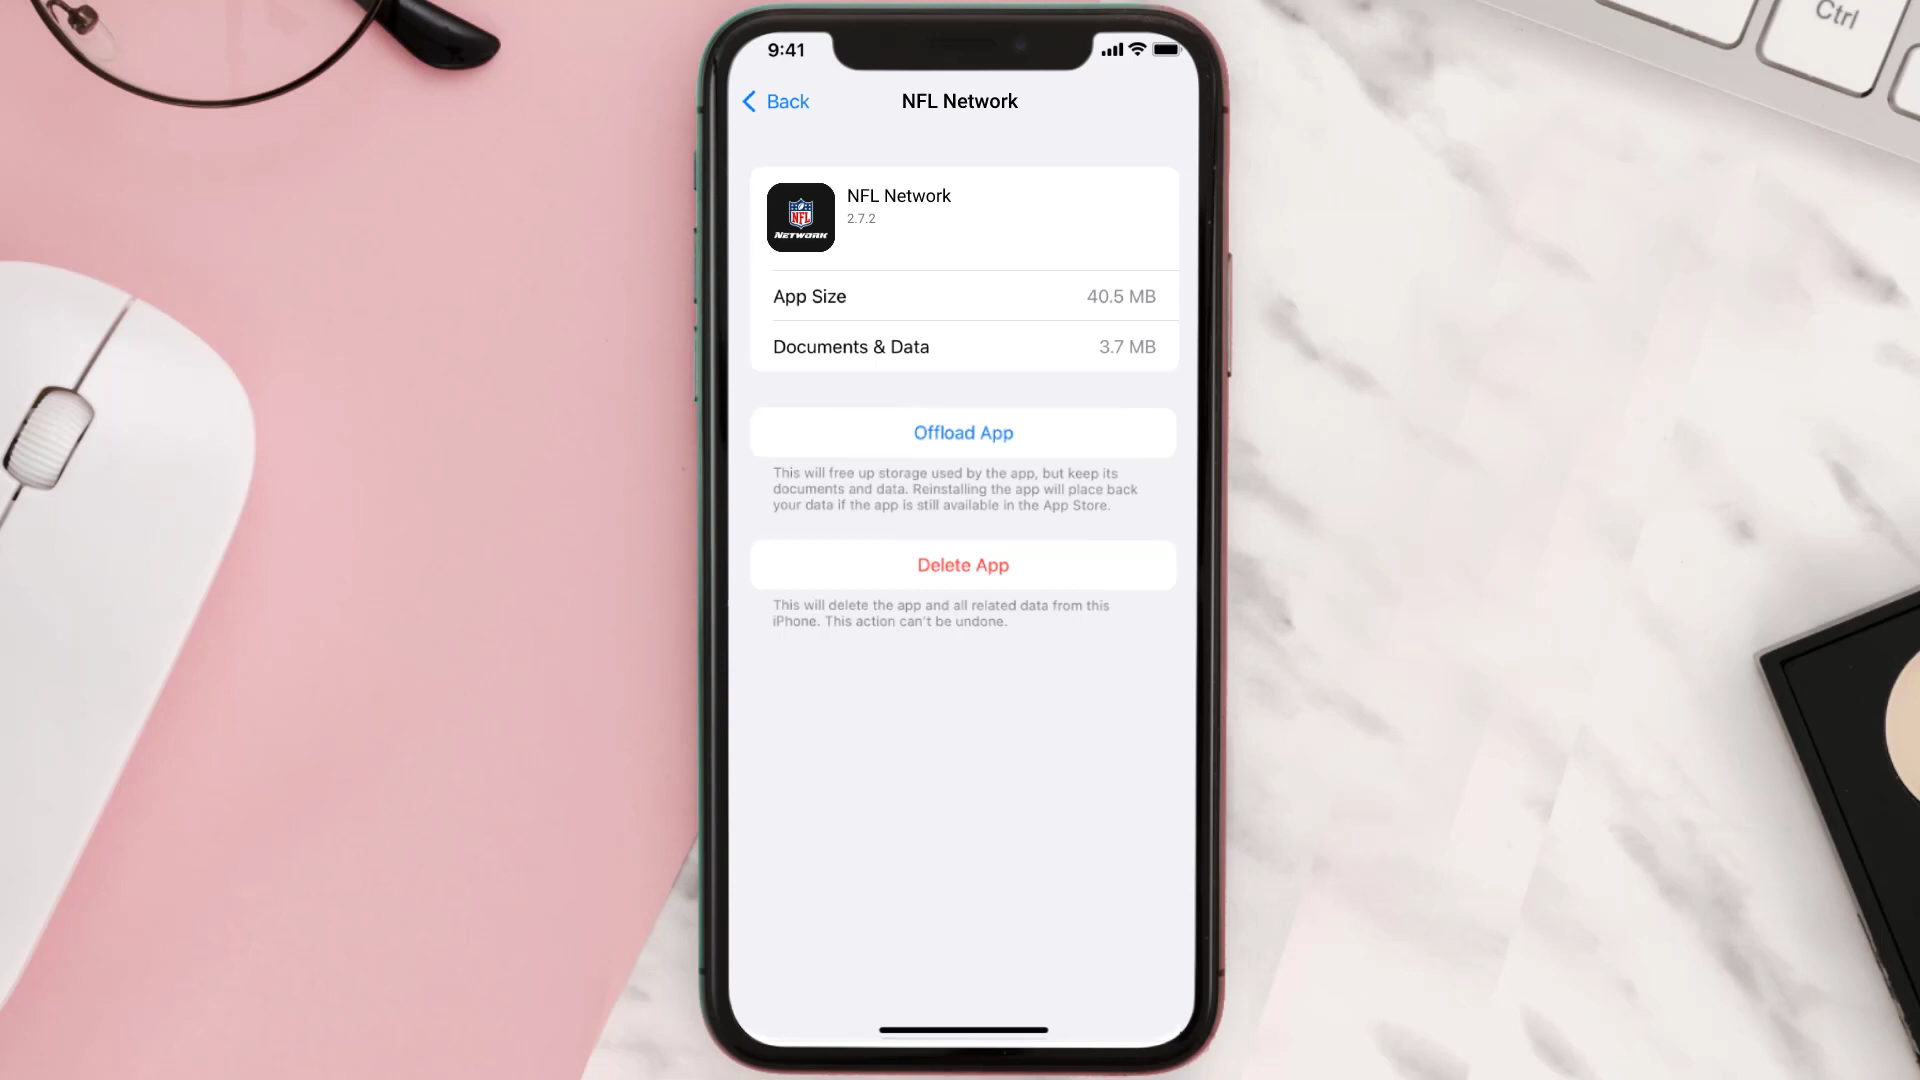 Ctrl
9:41
Back
NFL Network
NFL Network
2.7.2
NFL
NETWORK
App Size
40.5 MB
Documents & Data
3.7 MB
Offload App
This will free up storage used by the app, but keep its
documents and data. Reinstalling the app will place back
your data if the app is still available in the App Store.
Delete App
This will delete the app and all related data from this
iPhone. This action can't be undone.